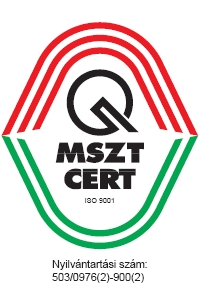 MSZT
CERT
ISO 9001
Nyilvántartási szám:
503/0976(2)-900(2)